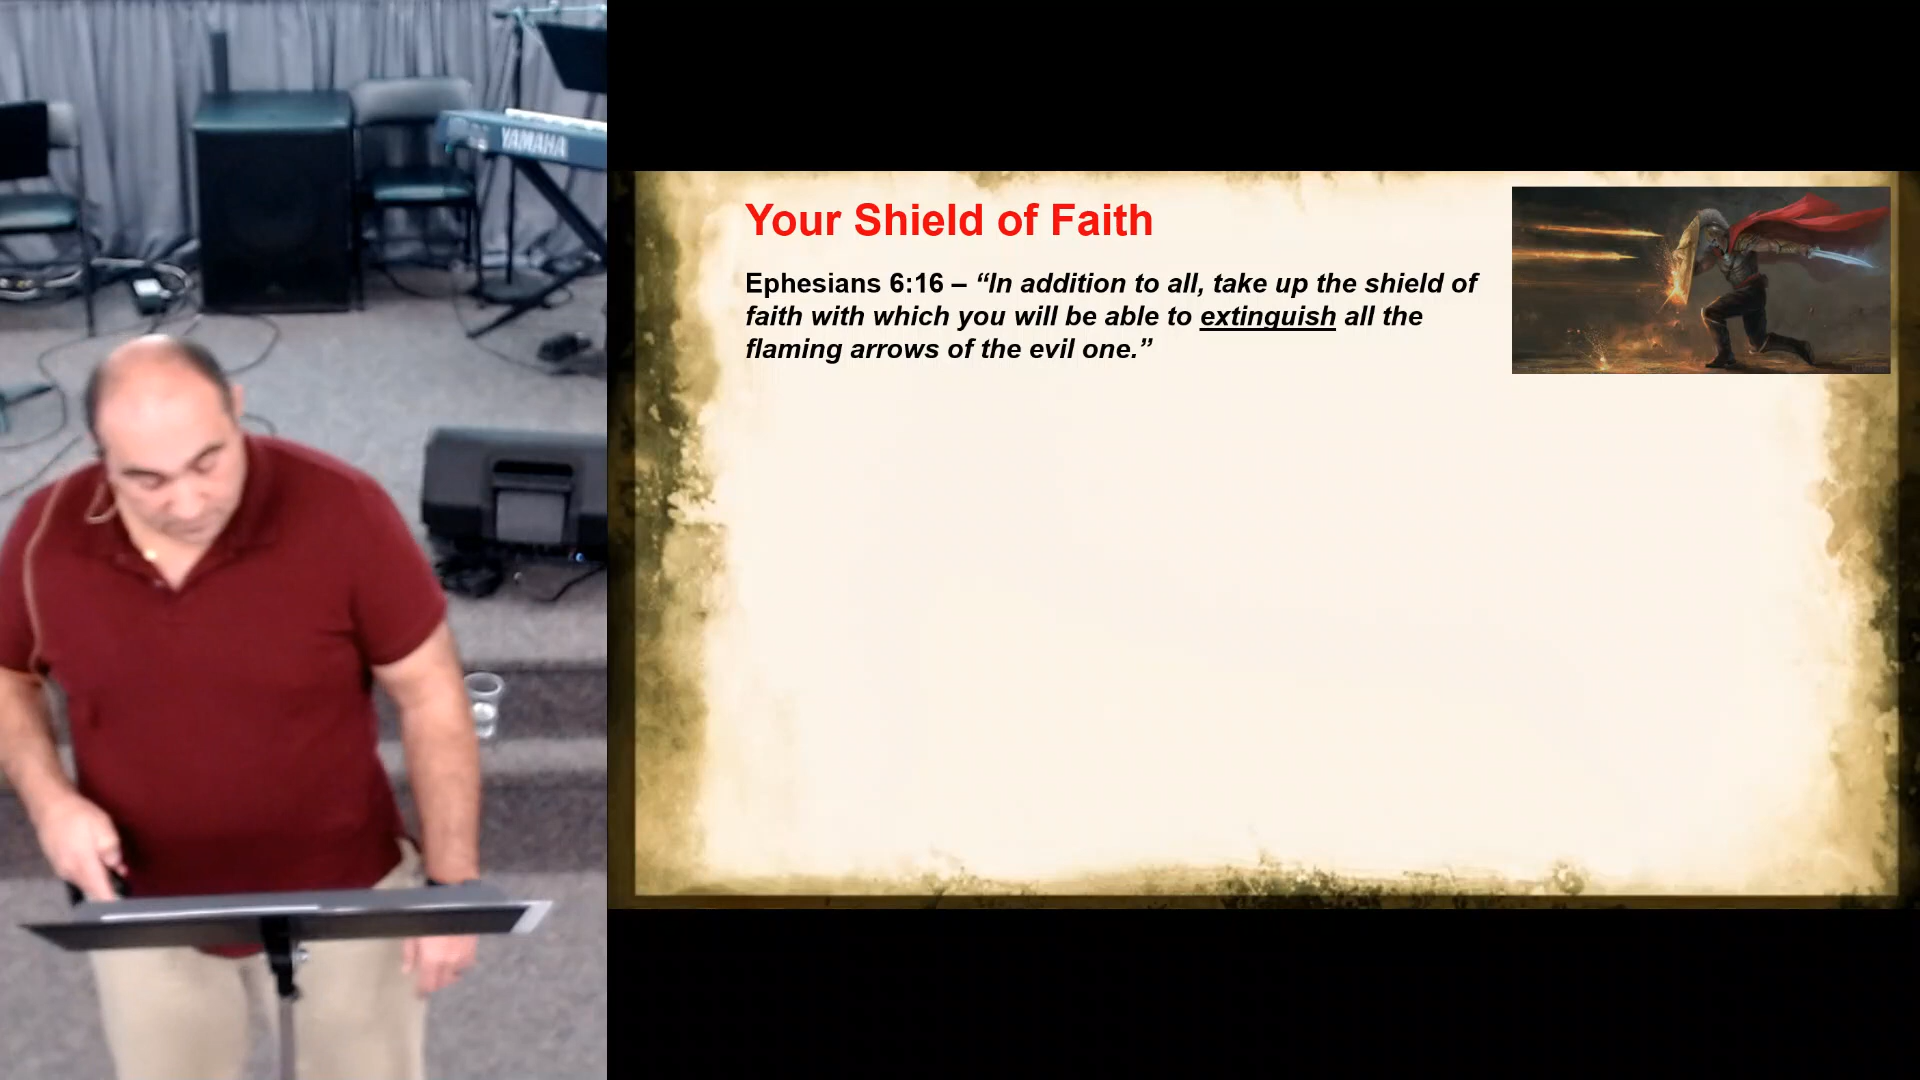 YAMAHA
Your Shield of Faith
Ephesians 6:16 – “In addition to all, take up the shield of
faith with which you will be able to extinguish all the
flaming arrows of the evil one.”